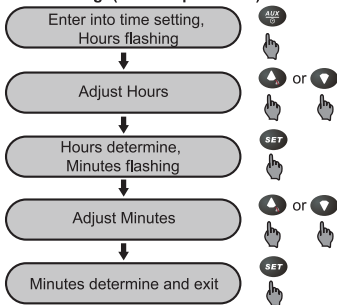 Enter into time setting,
Hours flashing
AUX
Adjust Hours
or
Hours determine,
Minutes flashing
SET
Adjust Minutes
or
Minutes determine and exit
SET